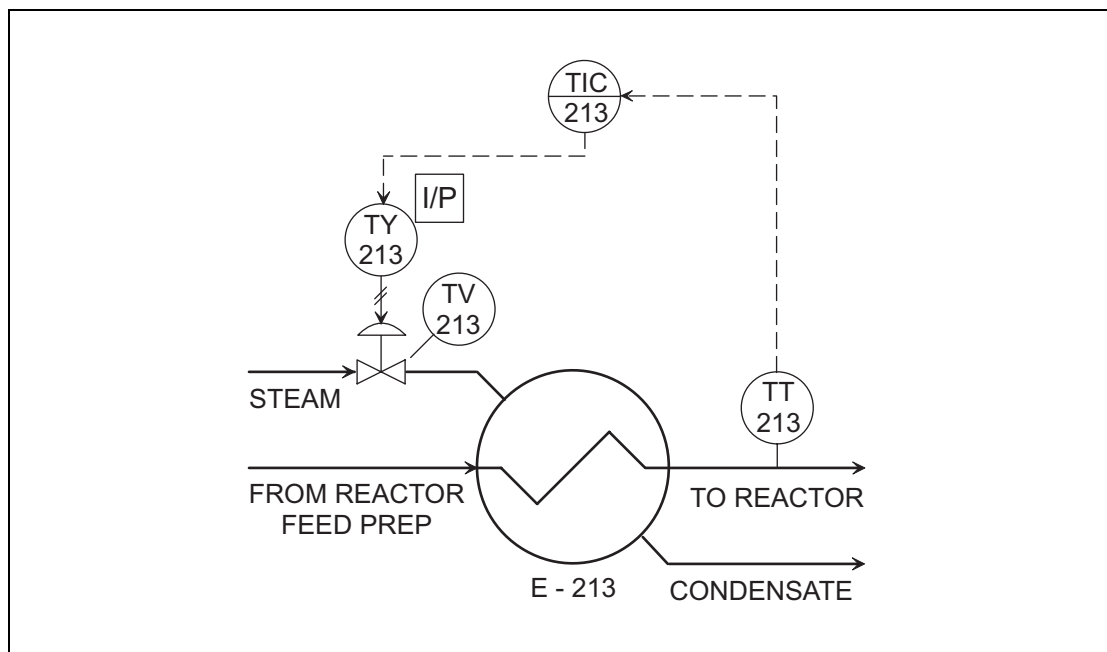 TIC
213
I/P
TY
213
TV
213
STEAM
TT
213
FROM REACTOR
FEED PREP
TO REACTOR
E - 213
CONDENSATE